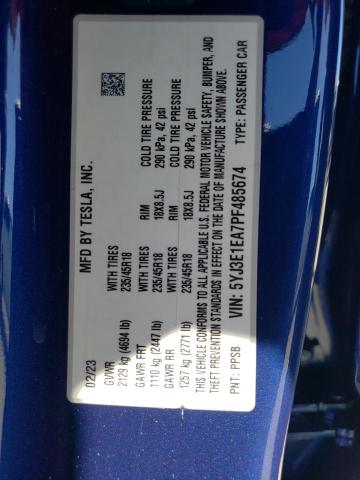 MFD BY TESLA, INC.
02/23
GVWR WITH TIRES RIM COLD TIRE PRESSURE
2129 kg (4694 lb) 235/45R18 18X8.5J 290 kPa, 42 psi
GAWR FRT WITH TIRES RIM COLD TIRE PRESSURE
1110 kg (2447 lb) 235/45R18 18X8.5J 290 kPa, 42 psi
GAWR RR
1257 kg (2771 lb) 235/45R18 18X8.5J
THIS VEHICLE CONFORMS TO ALL APPLICABLE U.S. FEDERAL MOTOR VEHICLE SAFETY, BUMPER, AND
THEFT PREVENTION STANDARDS IN EFFECT ON THE DATE OF MANUFACTURE SHOWN ABOVE.
VIN: 5YJ3E1EA7PF485674
PNT: PPSB TYPE: PASSENGER CAR